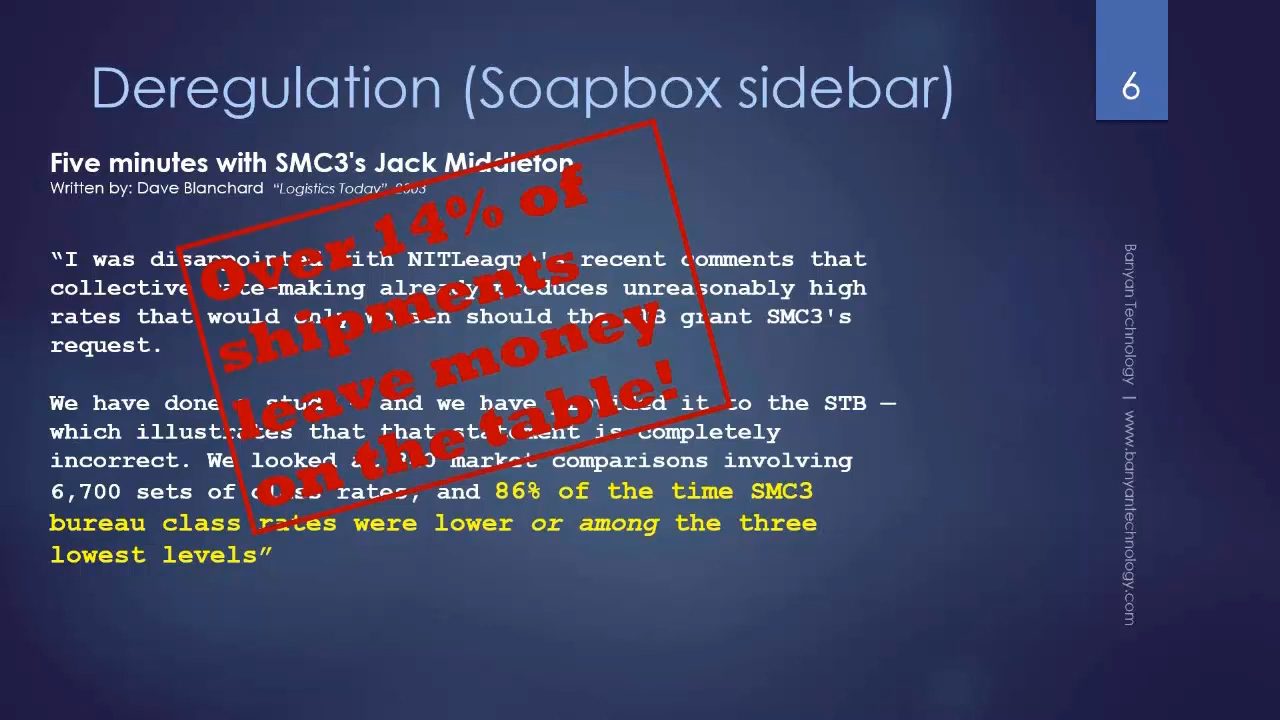 Deregulation (Soapbox sidebar)
6
Five minutes with SMC3's Jack Middleton
Written by: Dave Blanchard “Logistics Today” 2003
“I was disappointed with NITLeague's recent comments that
collective rate-making already produces unreasonably high
rates that would only worsen should the STB grant SMC3's
request.
We have done a study and we have provided it to the STB —
which illustrates that that statement is completely
incorrect. We looked at market comparisons involving
6,700 sets of class rates, and 86% of the time SMC3
bureau class rates were lower or among the three
lowest levels”
Over 14% of
shipments
leave money
on the table!
Banyan Technology | www.banyantechnology.com